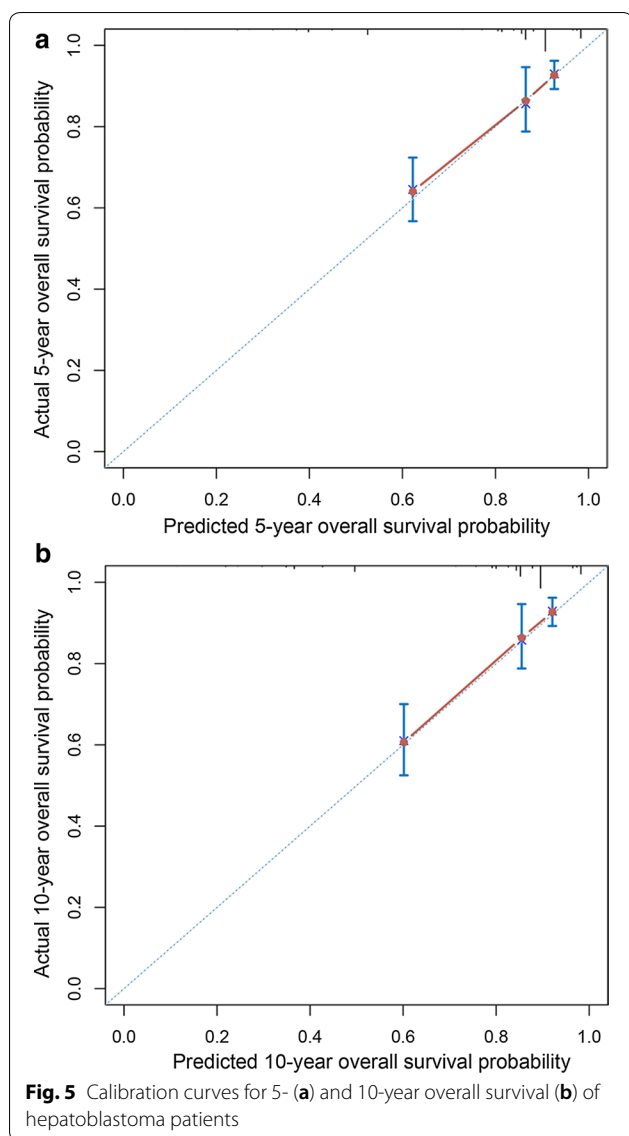 a
Actual 5-year overall survival probability
1.0
0.8
0.6
0.4
0.2
0.0
0.0 0.2 0.4 0.6 0.8 1.0
Predicted 5-year overall survival probability
b
Actual 10-year overall survival probability
1.0
0.8
0.6
0.4
0.2
0.0
0.0 0.2 0.4 0.6 0.8 1.0
Predicted 10-year overall survival probability
Fig. 5 Calibration curves for 5- (a) and 10-year overall survival (b) of
hepatoblastoma patients